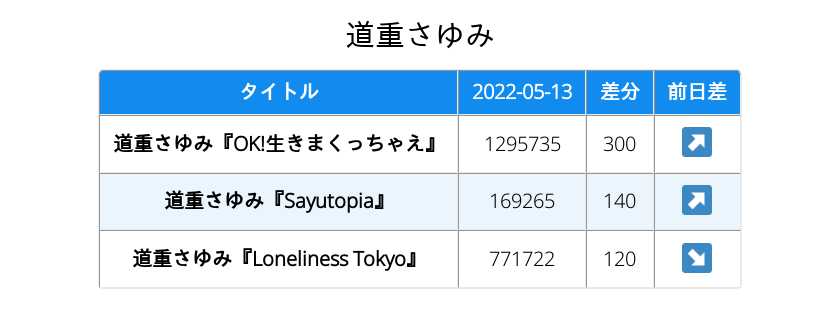 道重さゆみ
タイトル 2022-05-13 差分 前日差
道重さゆみ『OK!生きまくっちゃえ』 1295735 300 ↗
道重さゆみ『Sayutopia』 169265 140 ↗
道重さゆみ『Loneliness Tokyo』 771722 120 ↘